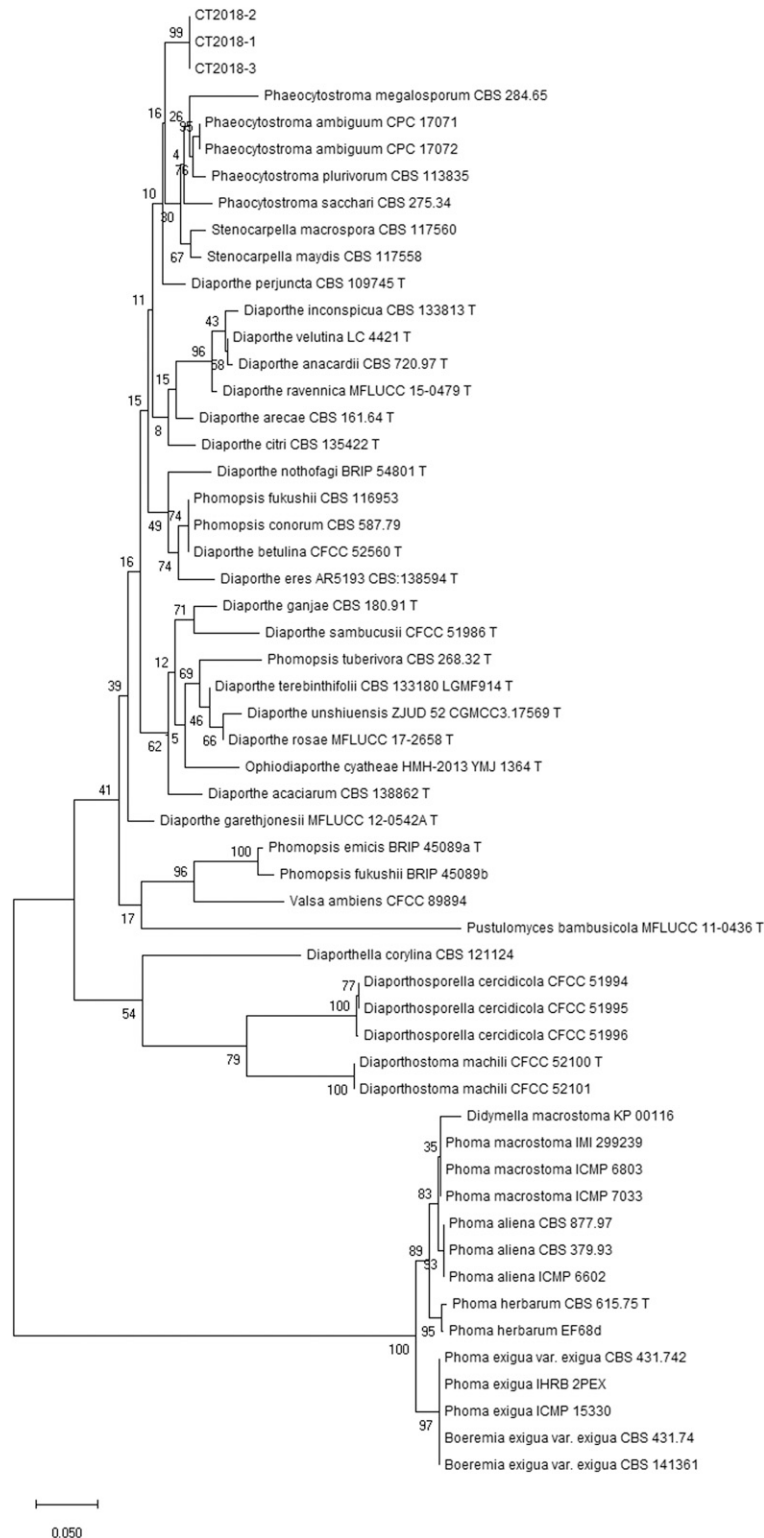 CT2018-2
99
CT2018-1
CT2018-3
Phaeocytostroma megalosporum CBS 284.65
16
26
95
Phaeocytostroma ambiguum CPC 17071
4
Phaeocytostroma ambiguum CPC 17072
76
Phaeocytostroma plurivorum CBS 113835
10
Phaocytostroma sacchari CBS 275.34
30
Stenocarpella macrospora CBS 117560
67
Stenocarpella maydis CBS 117558
Diaporthe perjuncta CBS 109745 T
11
Diaporthe inconspicua CBS 133813 T
43
Diaporthe velutina LC 4421 T
96
58
Diaporthe anacardii CBS 720.97 T
15
Diaporthe ravennica MFLUCC 15-0479 T
15
Diaporthe arecae CBS 161.64 T
8
Diaporthe citri CBS 135422 T
Diaporthe nothofagi BRIP 54801 T
Phomopsis fukushii CBS 116953
49
74
Phomopsis conorum CBS 587.79
Diaporthe betulina CFCC 52560 T
74
16
Diaporthe eres AR5193 CBS:138594 T
71
Diaporthe ganjae CBS 180.91 T
Diaporthe sambucusii CFCC 51986 T
12
Phomopsis tuberivora CBS 268.32 T
69
39
Diaporthe terebinthifolii CBS 133180 LGMF914 T
Diaporthe unshiuensis ZJUD 52 CGMCC3.17569 T
46
5
62
66
Diaporthe rosae MFLUCC 17-2658 T
Ophiodiaporthe cyatheae HMH-2013 YMJ 1364 T
41
Diaporthe acaciarum CBS 138862 T
Diaporthe garethjonesii MFLUCC 12-0542A T
100
Phomopsis emicis BRIP 45089a T
96
Phomopsis fukushii BRIP 45089b
Valsa ambiens CFCC 89894
17
Pustulomyces bambusicola MFLUCC 11-0436 T
Diaporthella corylina CBS 121124
77
Diaporthosporella cercidicola CFCC 51994
54
100
Diaporthosporella cercidicola CFCC 51995
Diaporthosporella cercidicola CFCC 51996
79
Diaporthostoma machili CFCC 52100 T
100
Diaporthostoma machili CFCC 52101
Didymella macrostoma KP 00116
35
Phoma macrostoma IMI 299239
Phoma macrostoma ICMP 6803
83
Phoma macrostoma ICMP 7033
Phoma aliena CBS 877.97
89
93
Phoma aliena CBS 379.93
Phoma aliena ICMP 6602
Phoma herbarum CBS 615.75 T
95
Phoma herbarum EF68d
100
Phoma exigua var. exigua CBS 431.742
Phoma exigua IHRB 2PEX
97
Phoma exigua ICMP 15330
Boeremia exigua var. exigua CBS 431.74
Boeremia exigua var. exigua CBS 141361
0.050